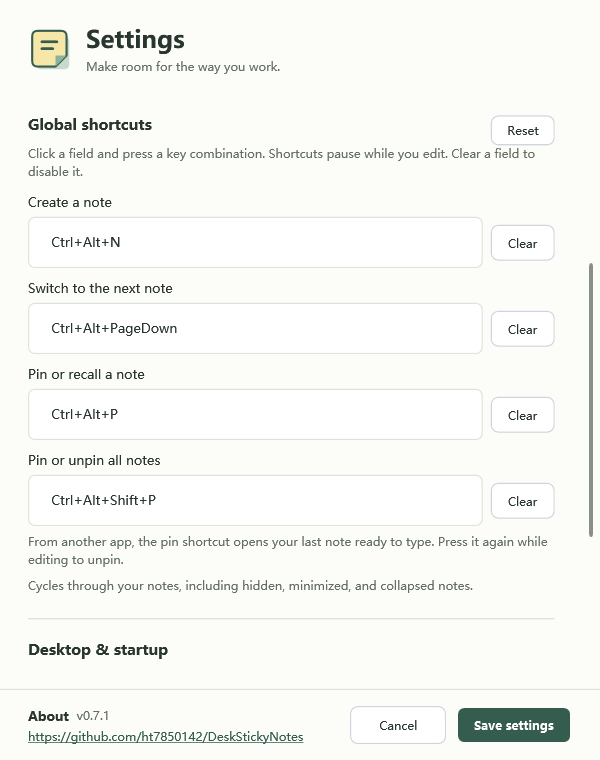 Settings
Make room for the way you work.
Global shortcuts
Reset
Click a field and press a key combination. Shortcuts pause while you edit. Clear a field to
disable it.
Create a note
Ctrl+Alt+N
Clear
Switch to the next note
Ctrl+Alt+PageDown
Clear
Pin or recall a note
Ctrl+Alt+P
Clear
Pin or unpin all notes
Ctrl+Alt+Shift+P
Clear
From another app, the pin shortcut opens your last note ready to type. Press it again while
editing to unpin.
Cycles through your notes, including hidden, minimized, and collapsed notes.
Desktop & startup
About v0.7.1
https://github.com/ht7850142/DeskStickyNotes
Cancel
Save settings